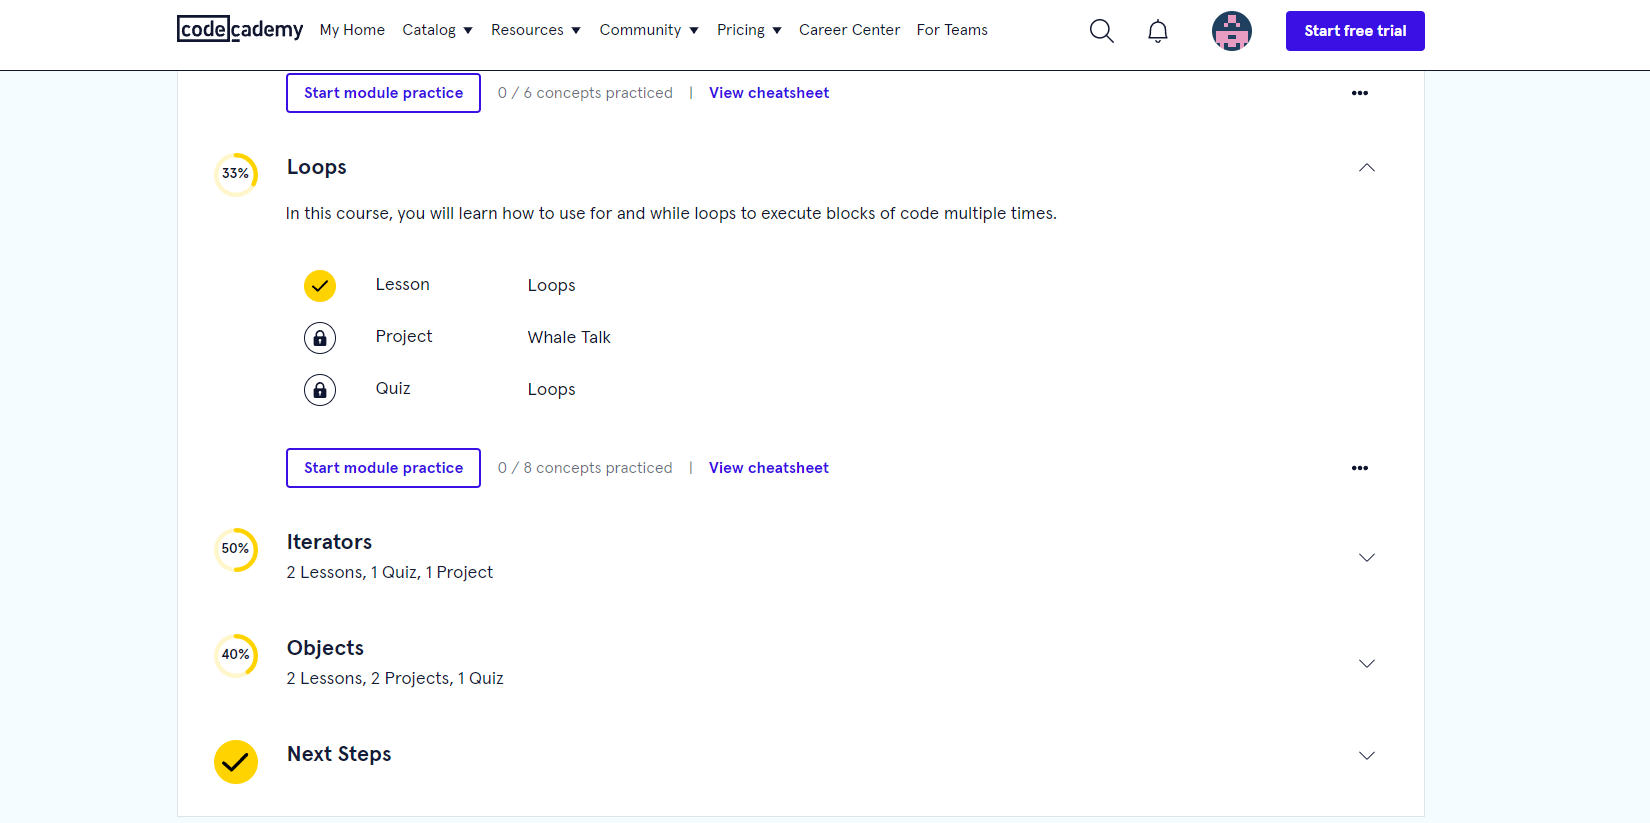 codecademy My Home Catalog Resources Community Pricing Career Center For Teams Start free trial
Start module practice 0 / 6 concepts practiced | View cheatsheet
33% Loops
In this course, you will learn how to use for and while loops to execute blocks of code multiple times.
Lesson Loops
Project Whale Talk
Quiz Loops
Start module practice 0 / 8 concepts practiced | View cheatsheet
50% Iterators
2 Lessons, 1 Quiz, 1 Project
40% Objects
2 Lessons, 2 Projects, 1 Quiz
Next Steps